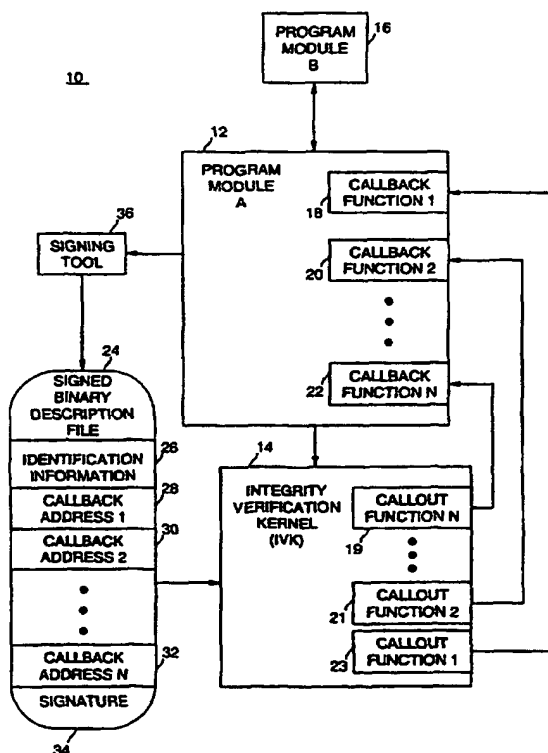 10
PROGRAM
MODULE
B
16
12
PROGRAM
MODULE
A
CALLBACK
FUNCTION 1
18
CALLBACK
FUNCTION 2
20
CALLBACK
FUNCTION N
22
36
SIGNING
TOOL
24
SIGNED
BINARY
DESCRIPTION
FILE
26
IDENTIFICATION
INFORMATION
28
CALLBACK
ADDRESS 1
30
CALLBACK
ADDRESS 2
32
CALLBACK
ADDRESS N
SIGNATURE
34
14
INTEGRITY
VERIFICATION
KERNEL
(IVK)
CALLOUT
FUNCTION N
19
CALLOUT
FUNCTION 2
21
CALLOUT
FUNCTION 1
23